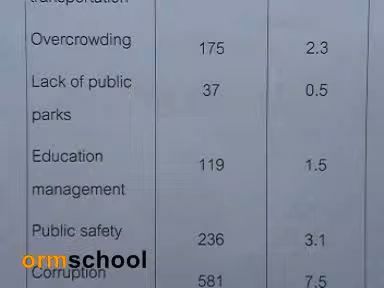 transportation
Overcrowding 175 2.3
Lack of public 37 0.5
parks
Education 119 1.5
management
Public safety 236 3.1
ormschool
Corruption 581 7.5